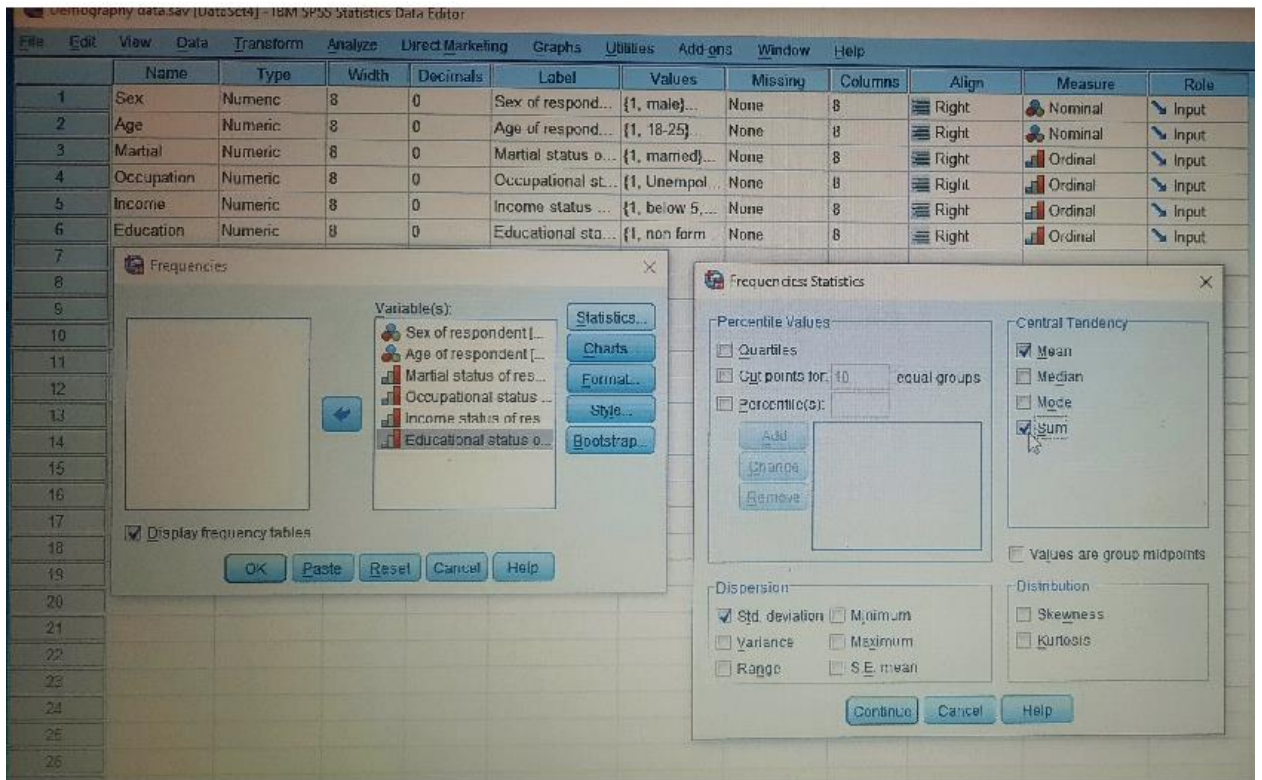 Demography data.sav [DataSet4] - IBM SPSS Statistics Data Editor
File Edit View Data Transform Analyze Direct Marketing Graphs Utilities Add-ons Window Help
Name Type Width Decimals Label Values Missing Columns Align Measure Role
1 Sex Numeric 8 0 Sex of respond... {1, male}... None 8 Right Nominal Input
2 Age Numeric 8 0 Age of respond... {1, 18-25}... None 8 Right Nominal Input
3 Martial Numeric 8 0 Martial status o... {1, married}... None 8 Right Ordinal Input
4 Occupation Numeric 8 0 Occupational st... {1, Unempol... None 8 Right Ordinal Input
5 Income Numeric 8 0 Income status ... {1, below 5,... None 8 Right Ordinal Input
6 Education Numeric 8 0 Educational sta... {1, non form... None 8 Right Ordinal Input
7
8
9
10
11
12
13
14
15
16
17
18
19
20
21
22
23
24
25
26
Frequencies
Variable(s):
Sex of respondent [...
Age of respondent [...
Martial status of res...
Occupational status ...
Income status of res...
Educational status o...
Statistics...
Charts...
Format...
Style...
Bootstrap...
Display frequency tables
OK Paste Reset Cancel Help
Frequencies: Statistics
Percentile Values
Quartiles
Cut points for: 10 equal groups
Percentile(s):
Add
Change
Remove
Central Tendency
Mean
Median
Mode
Sum
Values are group midpoints
Dispersion
Std. deviation Minimum
Variance Maximum
Range S.E. mean
Distribution
Skewness
Kurtosis
Continue Cancel Help